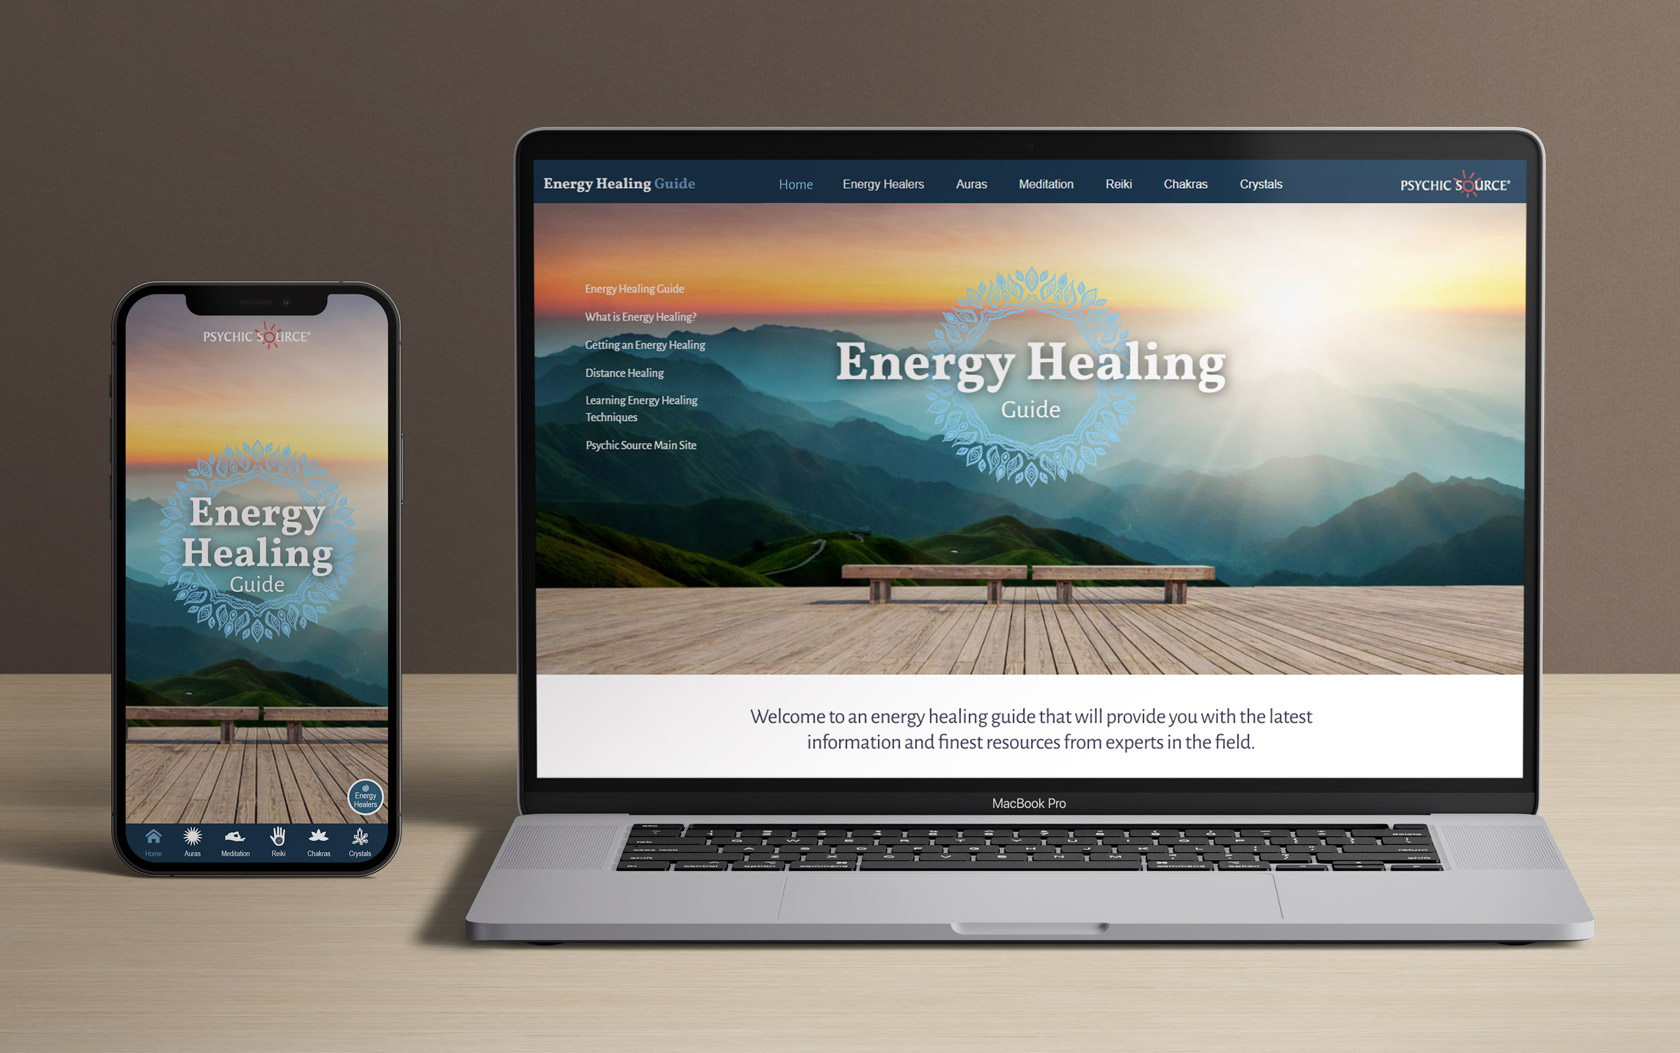 PSYCHIC SOURCE®
Energy
Healing
Guide
Energy
Healers
Home
Auras
Meditation
Reiki
Chakras
Crystals
Energy Healing Guide
Home
Energy Healers
Auras
Meditation
Reiki
Chakras
Crystals
PSYCHIC SOURCE®
Energy Healing Guide
What is Energy Healing?
Getting an Energy Healing
Distance Healing
Learning Energy Healing
Techniques
Psychic Source Main Site
Energy Healing
Guide
Welcome to an energy healing guide that will provide you with the latest
information and finest resources from experts in the field.
MacBook Pro